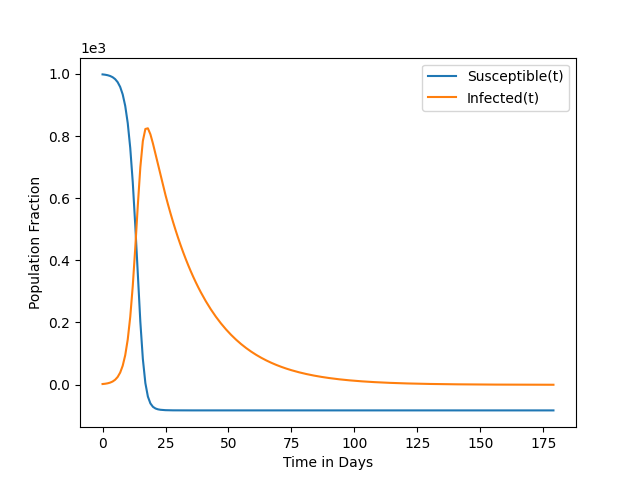 1e3
Susceptible(t)
Infected(t)
1.0
0.8
0.6
0.4
0.2
0.0
Population Fraction
0 25 50 75 100 125 150 175
Time in Days